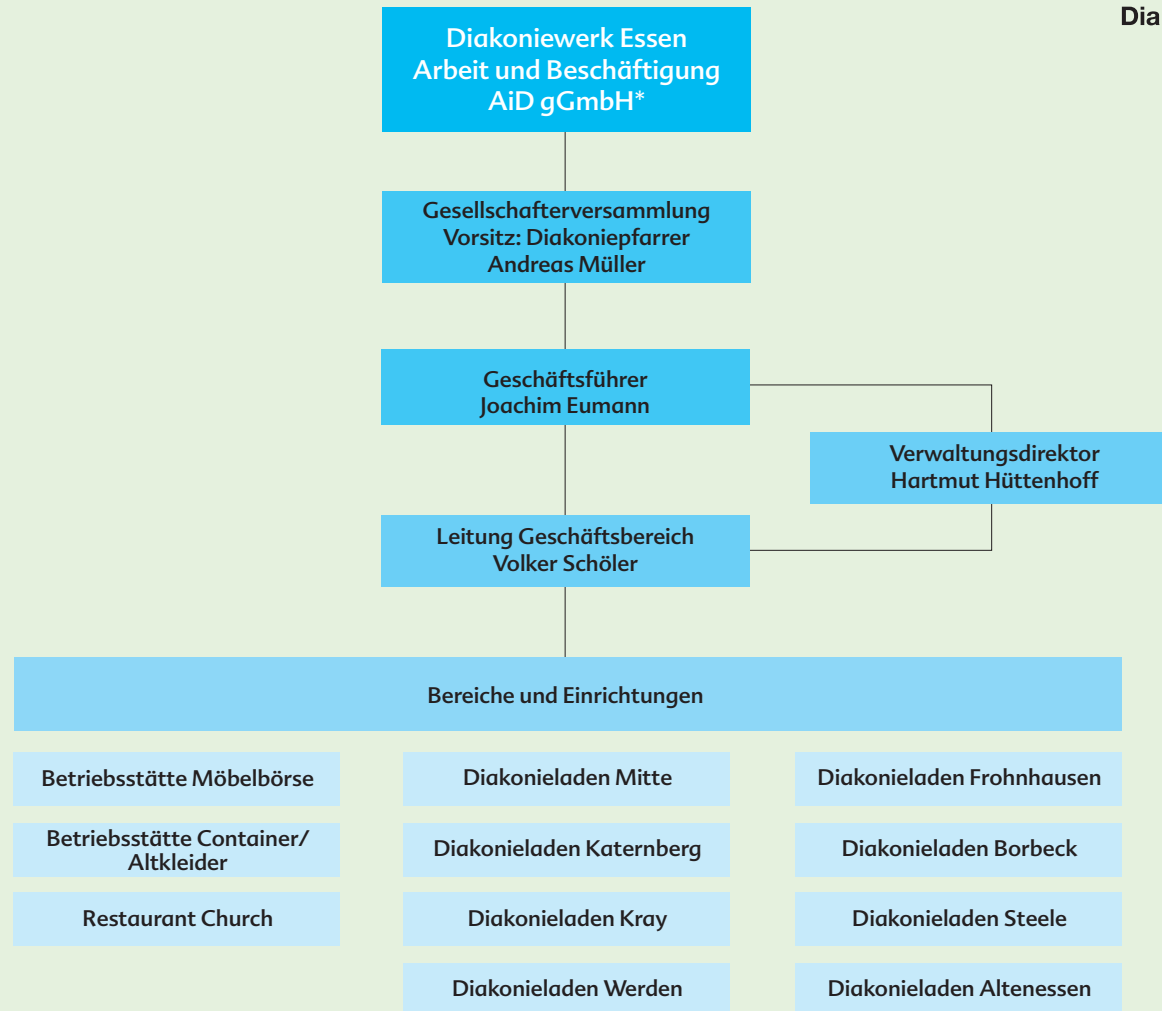 Dia
Diakoniewerk Essen
Arbeit und Beschäftigung
AiD gGmbH*
Gesellschafterversammlung
Vorsitz: Diakoniepfarrer
Andreas Müller
Geschäftsführer
Joachim Eumann
Verwaltungsdirektor
Hartmut Hüttenhoff
Leitung Geschäftsbereich
Volker Schöler
Bereiche und Einrichtungen
Betriebsstätte Möbelbörse
Betriebsstätte Container/
Altkleider
Restaurant Church
Diakonieladen Mitte
Diakonieladen Katernberg
Diakonieladen Kray
Diakonieladen Werden
Diakonieladen Frohnhausen
Diakonieladen Borbeck
Diakonieladen Steele
Diakonieladen Altenessen